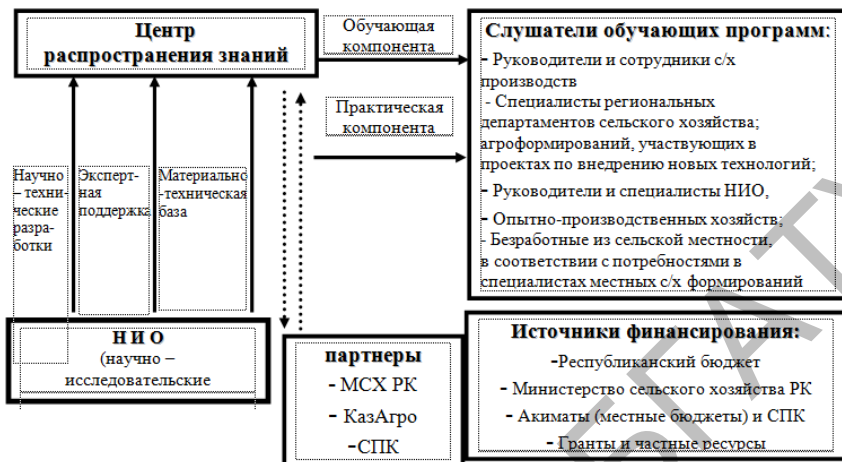 Центр
распространения знаний
Обучающая
компонента
Практическая
компонента
Слушатели обучающих программ:
- Руководители и сотрудники с/х
производств
- Специалисты региональных
департаментов сельского хозяйства;
агроформирований, участвующих в
проектах по внедрению новых технологий;
- Руководители и специалисты НИО,
- Опытно-производственных хозяйств;
- Безработные из сельской местности,
в соответствии с потребностями в
специалистах местных с/х формирований
Научно
– техни-
ческие
разра-
ботки
Эксперт-
ная
поддержка
Материально
-техническая
база
Н И О
(научно –
исследовательские
партнеры
- МСХ РК
- КазАгро
-СПК
Источники финансирования:
-Республиканский бюджет
- Министерство сельского хозяйства РК
- Акиматы (местные бюджеты) и СПК
- Гранты и частные ресурсы
БГАТУ